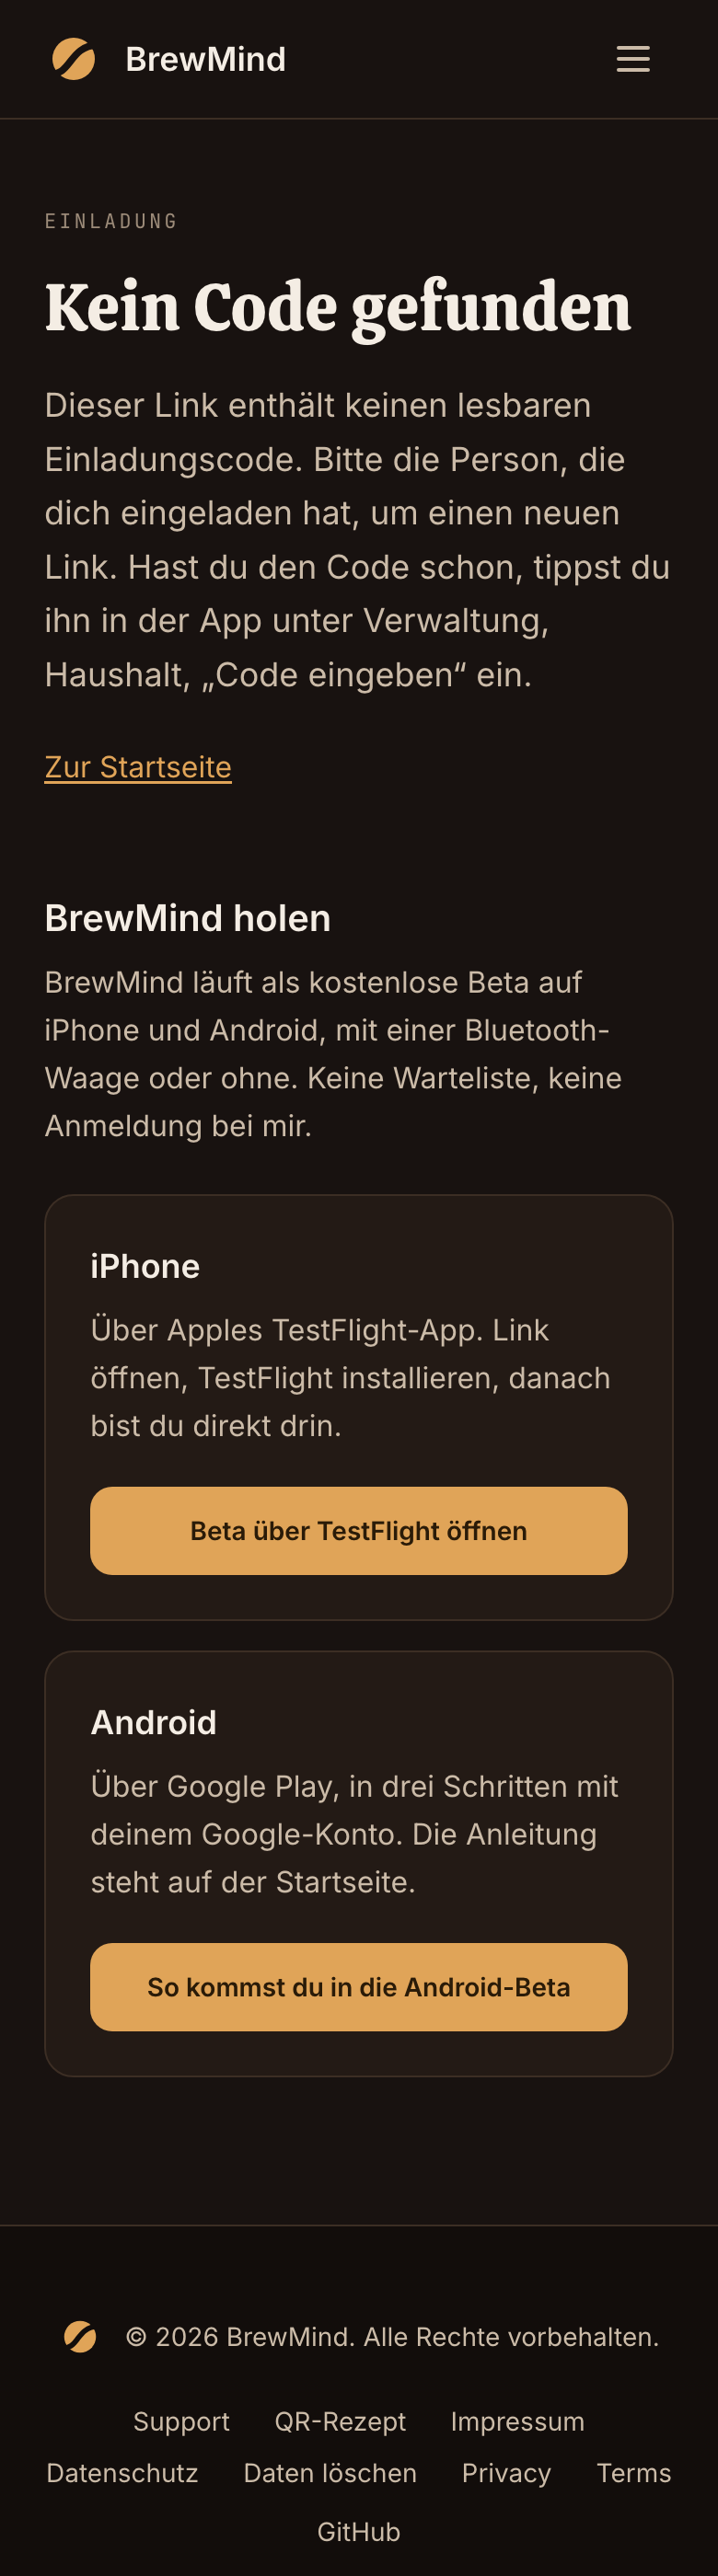 BrewMind
EINLADUNG
Kein Code gefunden
Dieser Link enthält keinen lesbaren
Einladungscode. Bitte die Person, die
dich eingeladen hat, um einen neuen
Link. Hast du den Code schon, tippst du
ihn in der App unter Verwaltung,
Haushalt, „Code eingeben“ ein.
Zur Startseite
BrewMind holen
BrewMind läuft als kostenlose Beta auf
iPhone und Android, mit einer Bluetooth-
Waage oder ohne. Keine Warteliste, keine
Anmeldung bei mir.
iPhone
Über Apples TestFlight-App. Link
öffnen, TestFlight installieren, danach
bist du direkt drin.
Beta über TestFlight öffnen
Android
Über Google Play, in drei Schritten mit
deinem Google-Konto. Die Anleitung
steht auf der Startseite.
So kommst du in die Android-Beta
© 2026 BrewMind. Alle Rechte vorbehalten.
Support QR-Rezept Impressum
Datenschutz Daten löschen Privacy Terms
GitHub